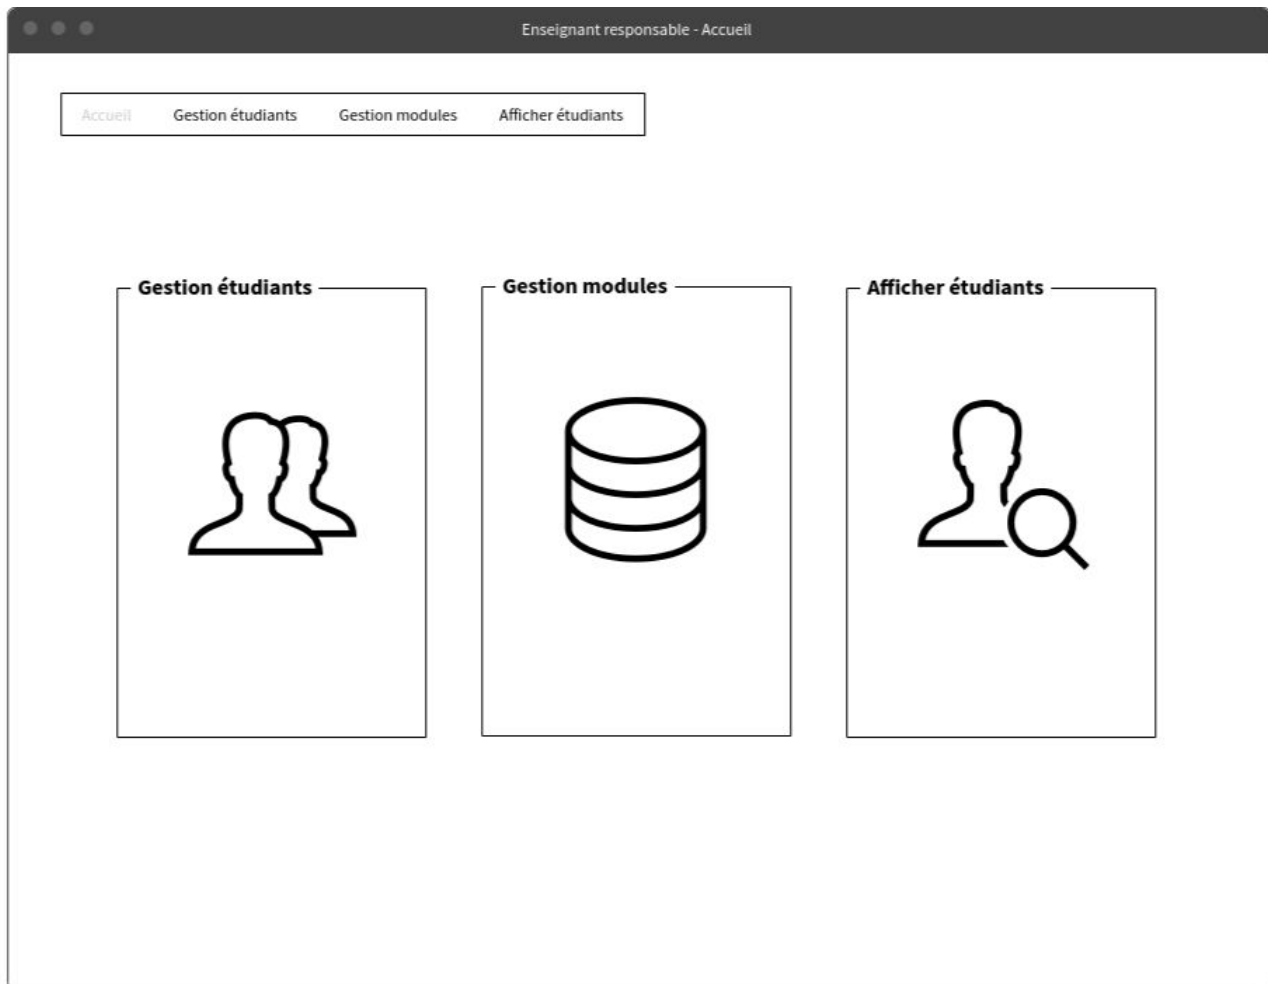 Enseignant responsable - Accueil
Accueil Gestion étudiants Gestion modules Afficher étudiants
Gestion étudiants Gestion modules Afficher étudiants